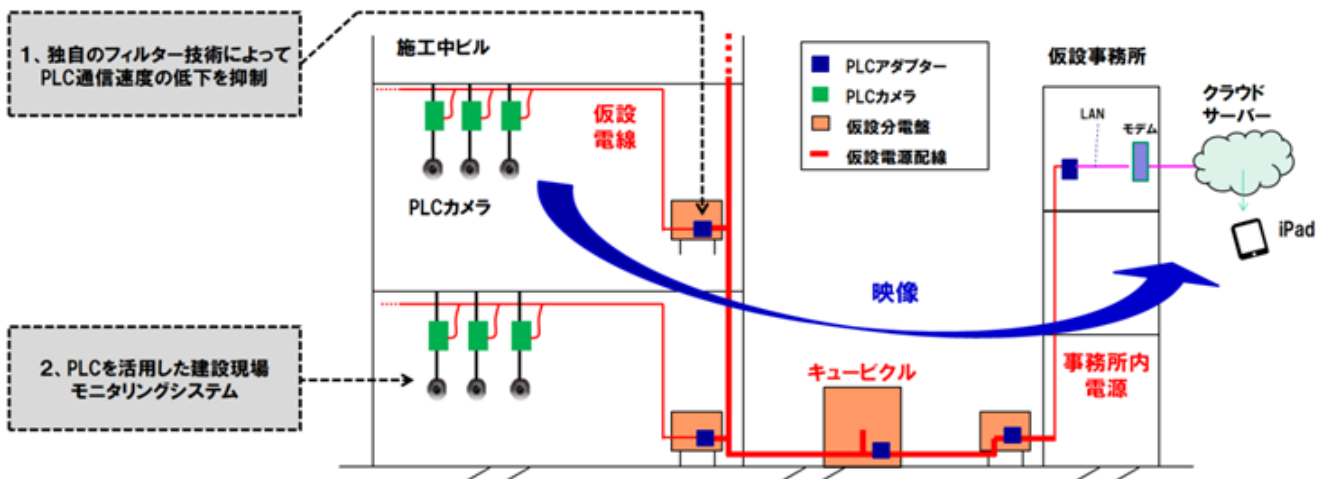 1、独自のフィルター技術によって
PLC通信速度の低下を抑制
施工中ビル
仮設
電線
PLCカメラ
PLCアダプター
PLCカメラ
仮設分電盤
仮設電源配線
仮設事務所
LAN
モデム
クラウド
サーバー
iPad
映像
2、PLCを活用した建設現場
モニタリングシステム
キュービクル
事務所内
電源